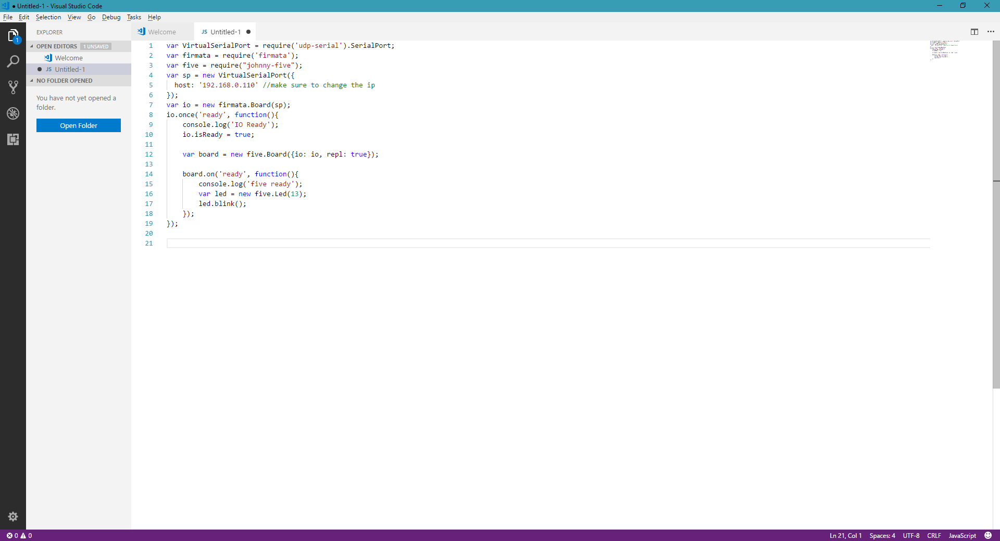 ● Untitled-1 - Visual Studio Code
File Edit Selection View Go Debug Tasks Help
EXPLORER
1
OPEN EDITORS 1 UNSAVED
Welcome
● JS Untitled-1
NO FOLDER OPENED
You have not yet opened a
folder.
Open Folder
Welcome JS Untitled-1 ●
1 var VirtualSerialPort = require('udp-serial').SerialPort;
2 var firmata = require('firmata');
3 var five = require("johnny-five");
4 var sp = new VirtualSerialPort({
5   host: '192.168.0.110' //make sure to change the ip
6 });
7 var io = new firmata.Board(sp);
8 io.once('ready', function(){
9     console.log('IO Ready');
10     io.isReady = true;
11
12     var board = new five.Board({io: io, repl: true});
13
14     board.on('ready', function(){
15         console.log('five ready');
16         var led = new five.Led(13);
17         led.blink();
18     });
19 });
20
21
0 0
Ln 21, Col 1 Spaces: 4 UTF-8 CRLF JavaScript